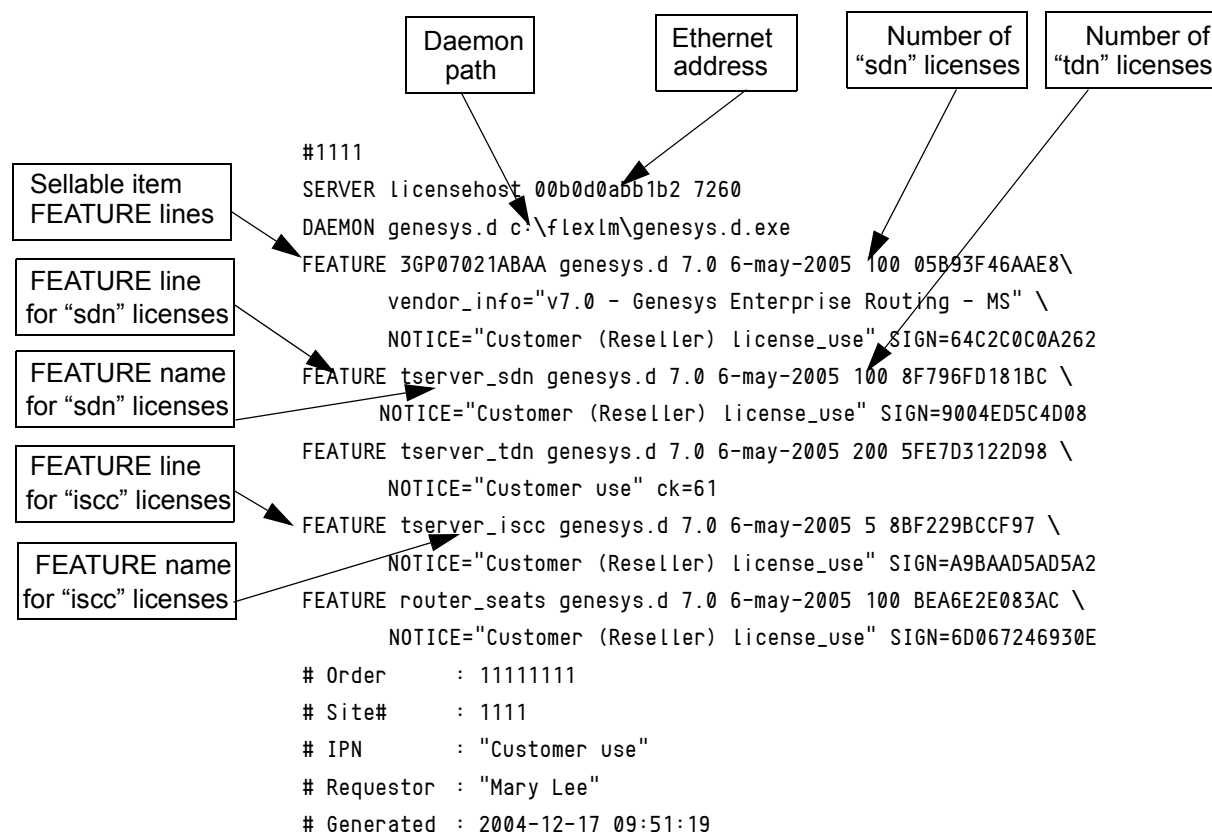 Daemon
path
Ethernet
address
Number of
“sdn” licenses
Number of
“tdn” licenses
Sellable item
FEATURE lines
FEATURE line
for “sdn” licenses
FEATURE name
for “sdn” licenses
FEATURE line
for “iscc” licenses
FEATURE name
for “iscc” licenses
#1111
SERVER licensehost 00b0d0abb1b2 7260
DAEMON genesys.d c:\flexlm\genesys.d.exe
FEATURE 3GP07021ABAA genesys.d 7.0 6-may-2005 100 05B93F46AAE8\
vendor_info="v7.0 - Genesys Enterprise Routing - MS" \
NOTICE="Customer (Reseller) license_use" SIGN=64C2C0C0A262
FEATURE tserver_sdn genesys.d 7.0 6-may-2005 100 8F796FD181BC \
NOTICE="Customer (Reseller) license_use" SIGN=9004ED5C4D08
FEATURE tserver_tdn genesys.d 7.0 6-may-2005 200 5FE7D3122D98 \
NOTICE="Customer use" ck=61
FEATURE tserver_iscc genesys.d 7.0 6-may-2005 5 8BF229BCCF97 \
NOTICE="Customer (Reseller) license_use" SIGN=A9BAAD5AD5A2
FEATURE router_seats genesys.d 7.0 6-may-2005 100 BEA6E2E083AC \
NOTICE="Customer (Reseller) license_use" SIGN=6D067246930E
# Order : 11111111
# Site# : 1111
# IPN : "Customer use"
# Requestor : "Mary Lee"
# Generated : 2004-12-17 09:51:19